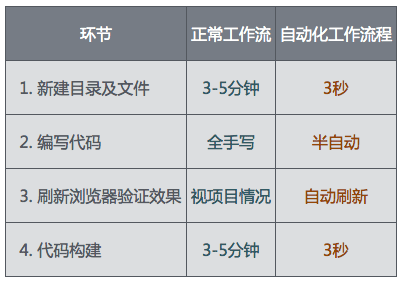 环节 正常工作流 自动化工作流程
1. 新建目录及文件 3-5分钟 3秒
2. 编写代码 全手写 半自动
3. 刷新浏览器验证效果 视项目情况 自动刷新
4. 代码构建 3-5分钟 3秒